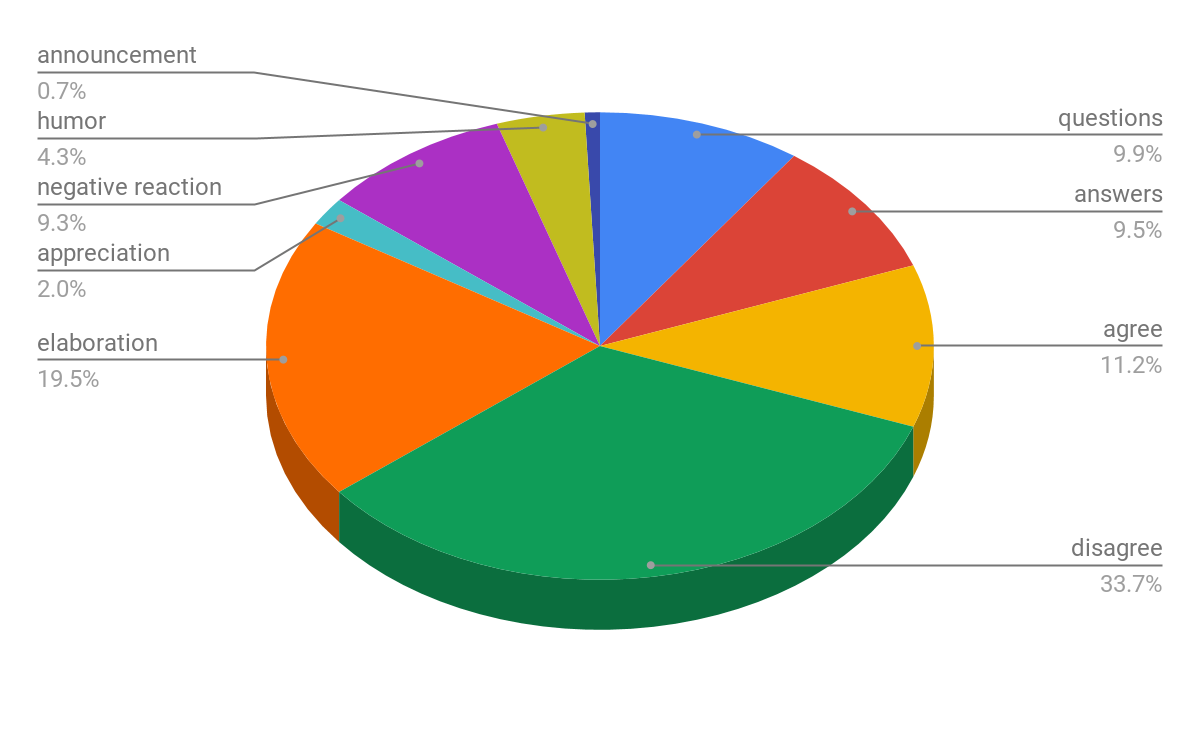 announcement
0.7%
humor
4.3%
negative reaction
9.3%
appreciation
2.0%
elaboration
19.5%
questions
9.9%
answers
9.5%
agree
11.2%
disagree
33.7%